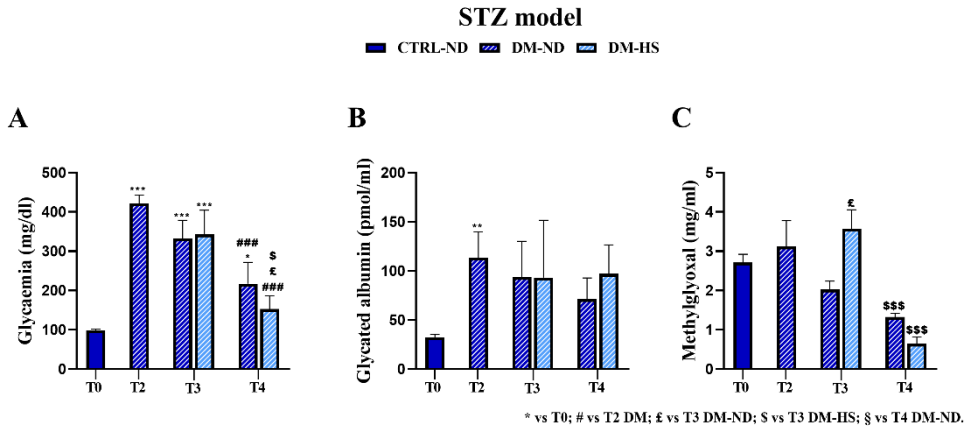 STZ model
CTRL-ND DM-ND DM-HS
A
Glycaemia (mg/dl)
500
400
300
200
100
0
***
***
***
###
*
$
£
###
T0 T2 T3 T4
B
Glycated albumin (pmol/ml)
200
150
100
50
0
**
T0 T2 T3 T4
C
Methylglyoxal (mg/ml)
5
4
3
2
1
0
£
$$$
$$$
T0 T2 T3 T4
* vs T0; # vs T2 DM; £ vs T3 DM-ND; $ vs T3 DM-HS; § vs T4 DM-ND.